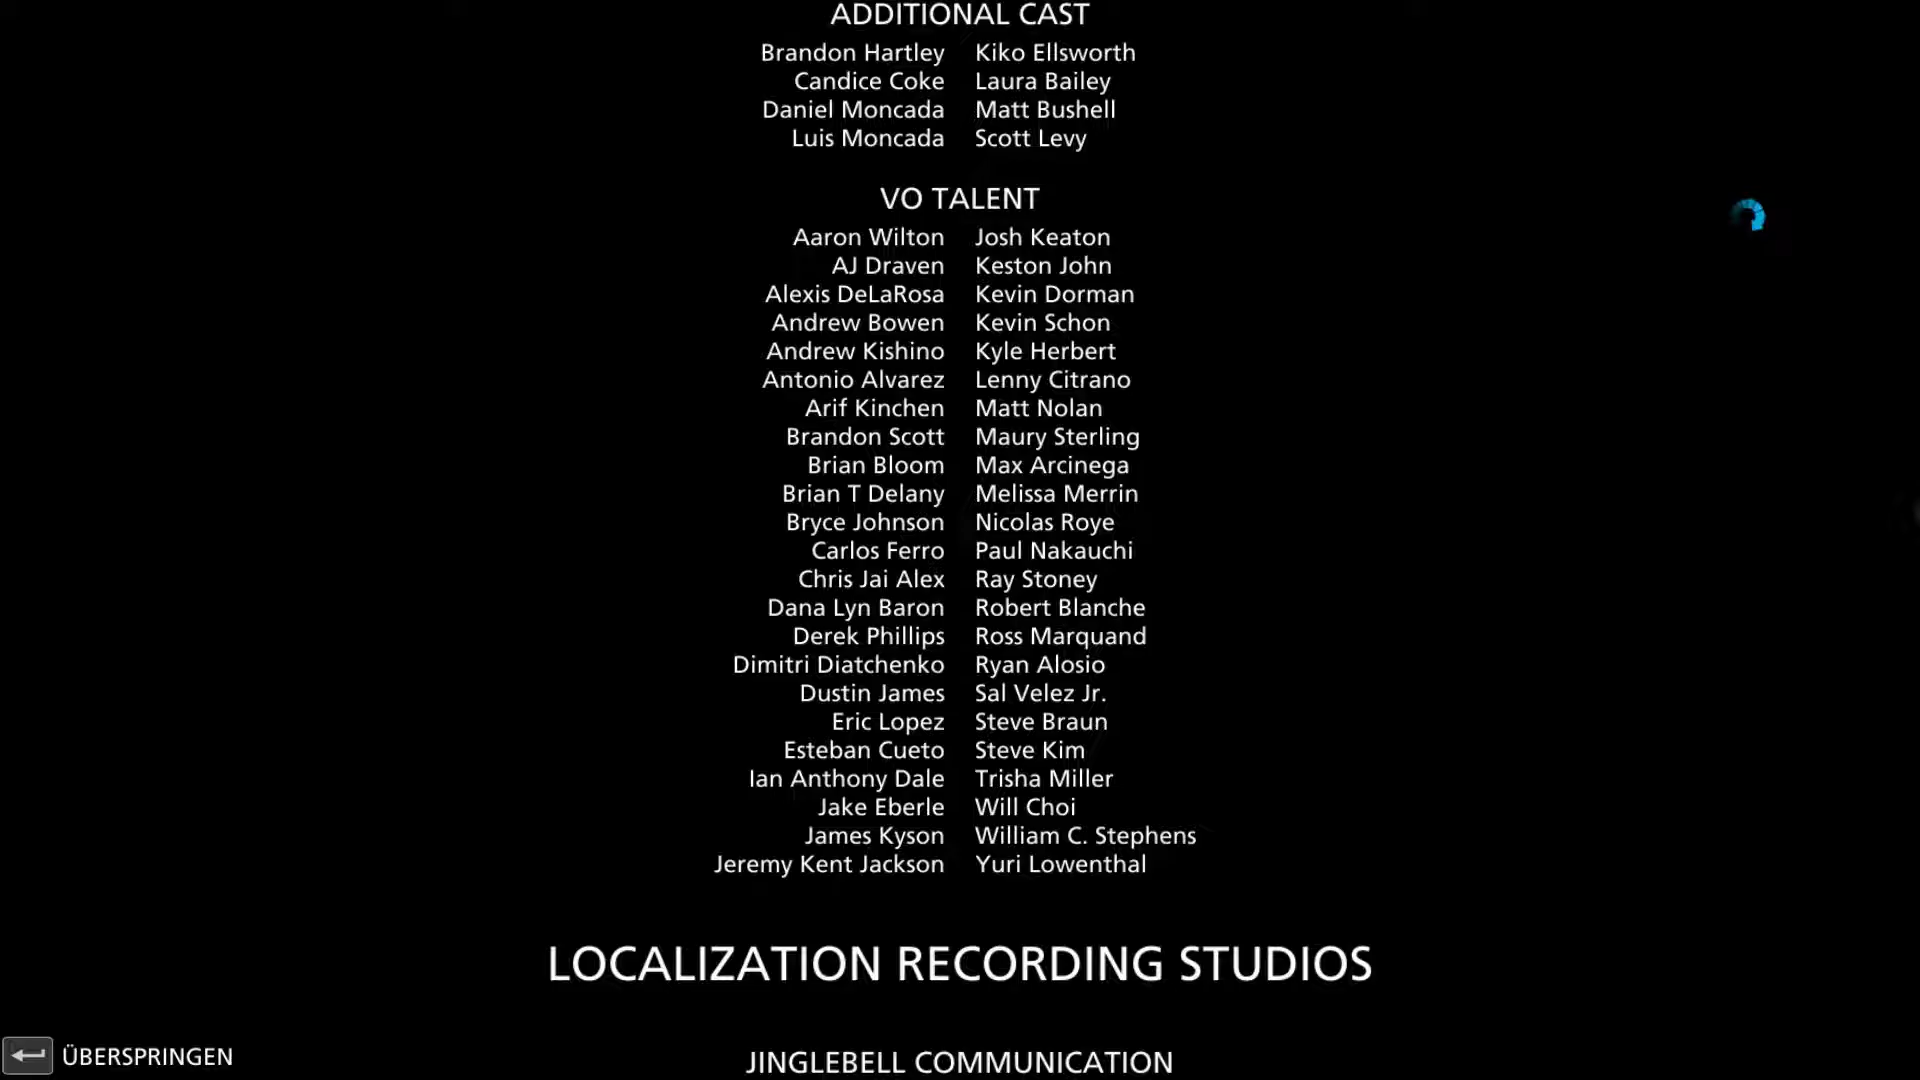 ADDITIONAL CAST
Brandon Hartley Kiko Ellsworth
Candice Coke Laura Bailey
Daniel Moncada Matt Bushell
Luis Moncada Scott Levy
VO TALENT
Aaron Wilton Josh Keaton
AJ Draven Keston John
Alexis DeLaRosa Kevin Dorman
Andrew Bowen Kevin Schon
Andrew Kishino Kyle Herbert
Antonio Alvarez Lenny Citrano
Arif Kinchen Matt Nolan
Brandon Scott Maury Sterling
Brian Bloom Max Arcinega
Brian T Delany Melissa Merrin
Bryce Johnson Nicolas Roye
Carlos Ferro Paul Nakauchi
Chris Jai Alex Ray Stoney
Dana Lyn Baron Robert Blanche
Derek Phillips Ross Marquand
Dimitri Diatchenko Ryan Alosio
Dustin James Sal Velez Jr.
Eric Lopez Steve Braun
Esteban Cueto Steve Kim
Ian Anthony Dale Trisha Miller
Jake Eberle Will Choi
James Kyson William C. Stephens
Jeremy Kent Jackson Yuri Lowenthal
LOCALIZATION RECORDING STUDIOS
ÜBERSPRINGEN
JINGLEBELL COMMUNICATION